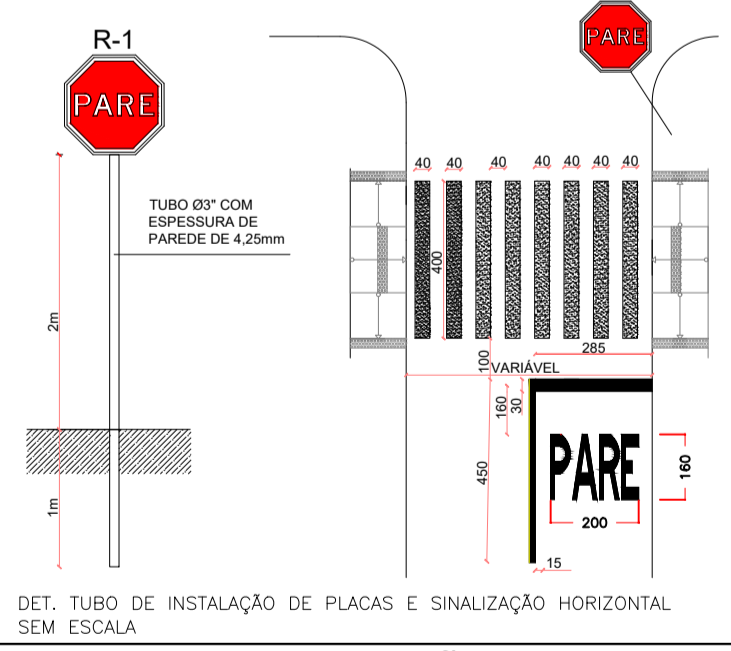 R-1
PARE
PARE
TUBO Ø3" COM
ESPESSURA DE
PAREDE DE 4,25mm
2m
1m
40 40 40 40 40 40 40
400
285
100
VARIÁVEL
160
30
450
PARE
160
200
15
DET. TUBO DE INSTALAÇÃO DE PLACAS E SINALIZAÇÃO HORIZONTAL
SEM ESCALA